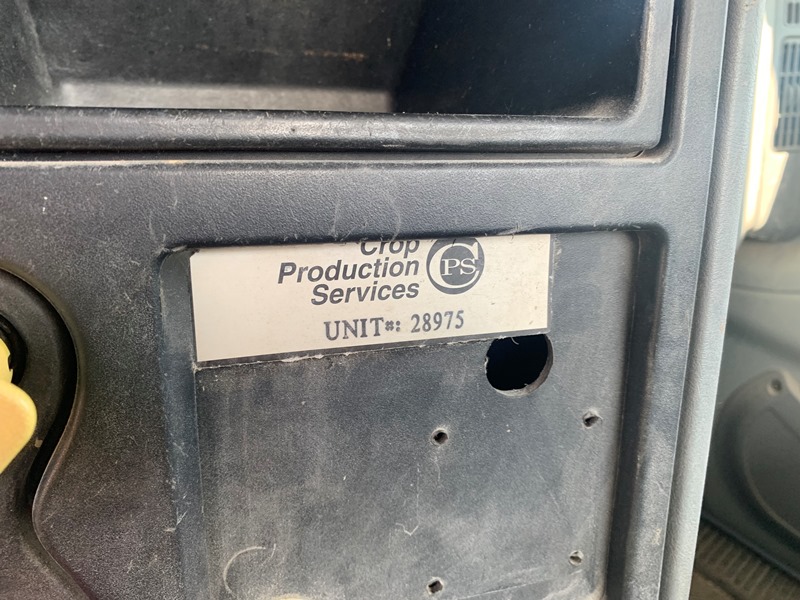 Crop
Production
Services
CPS
UNIT#: 28975